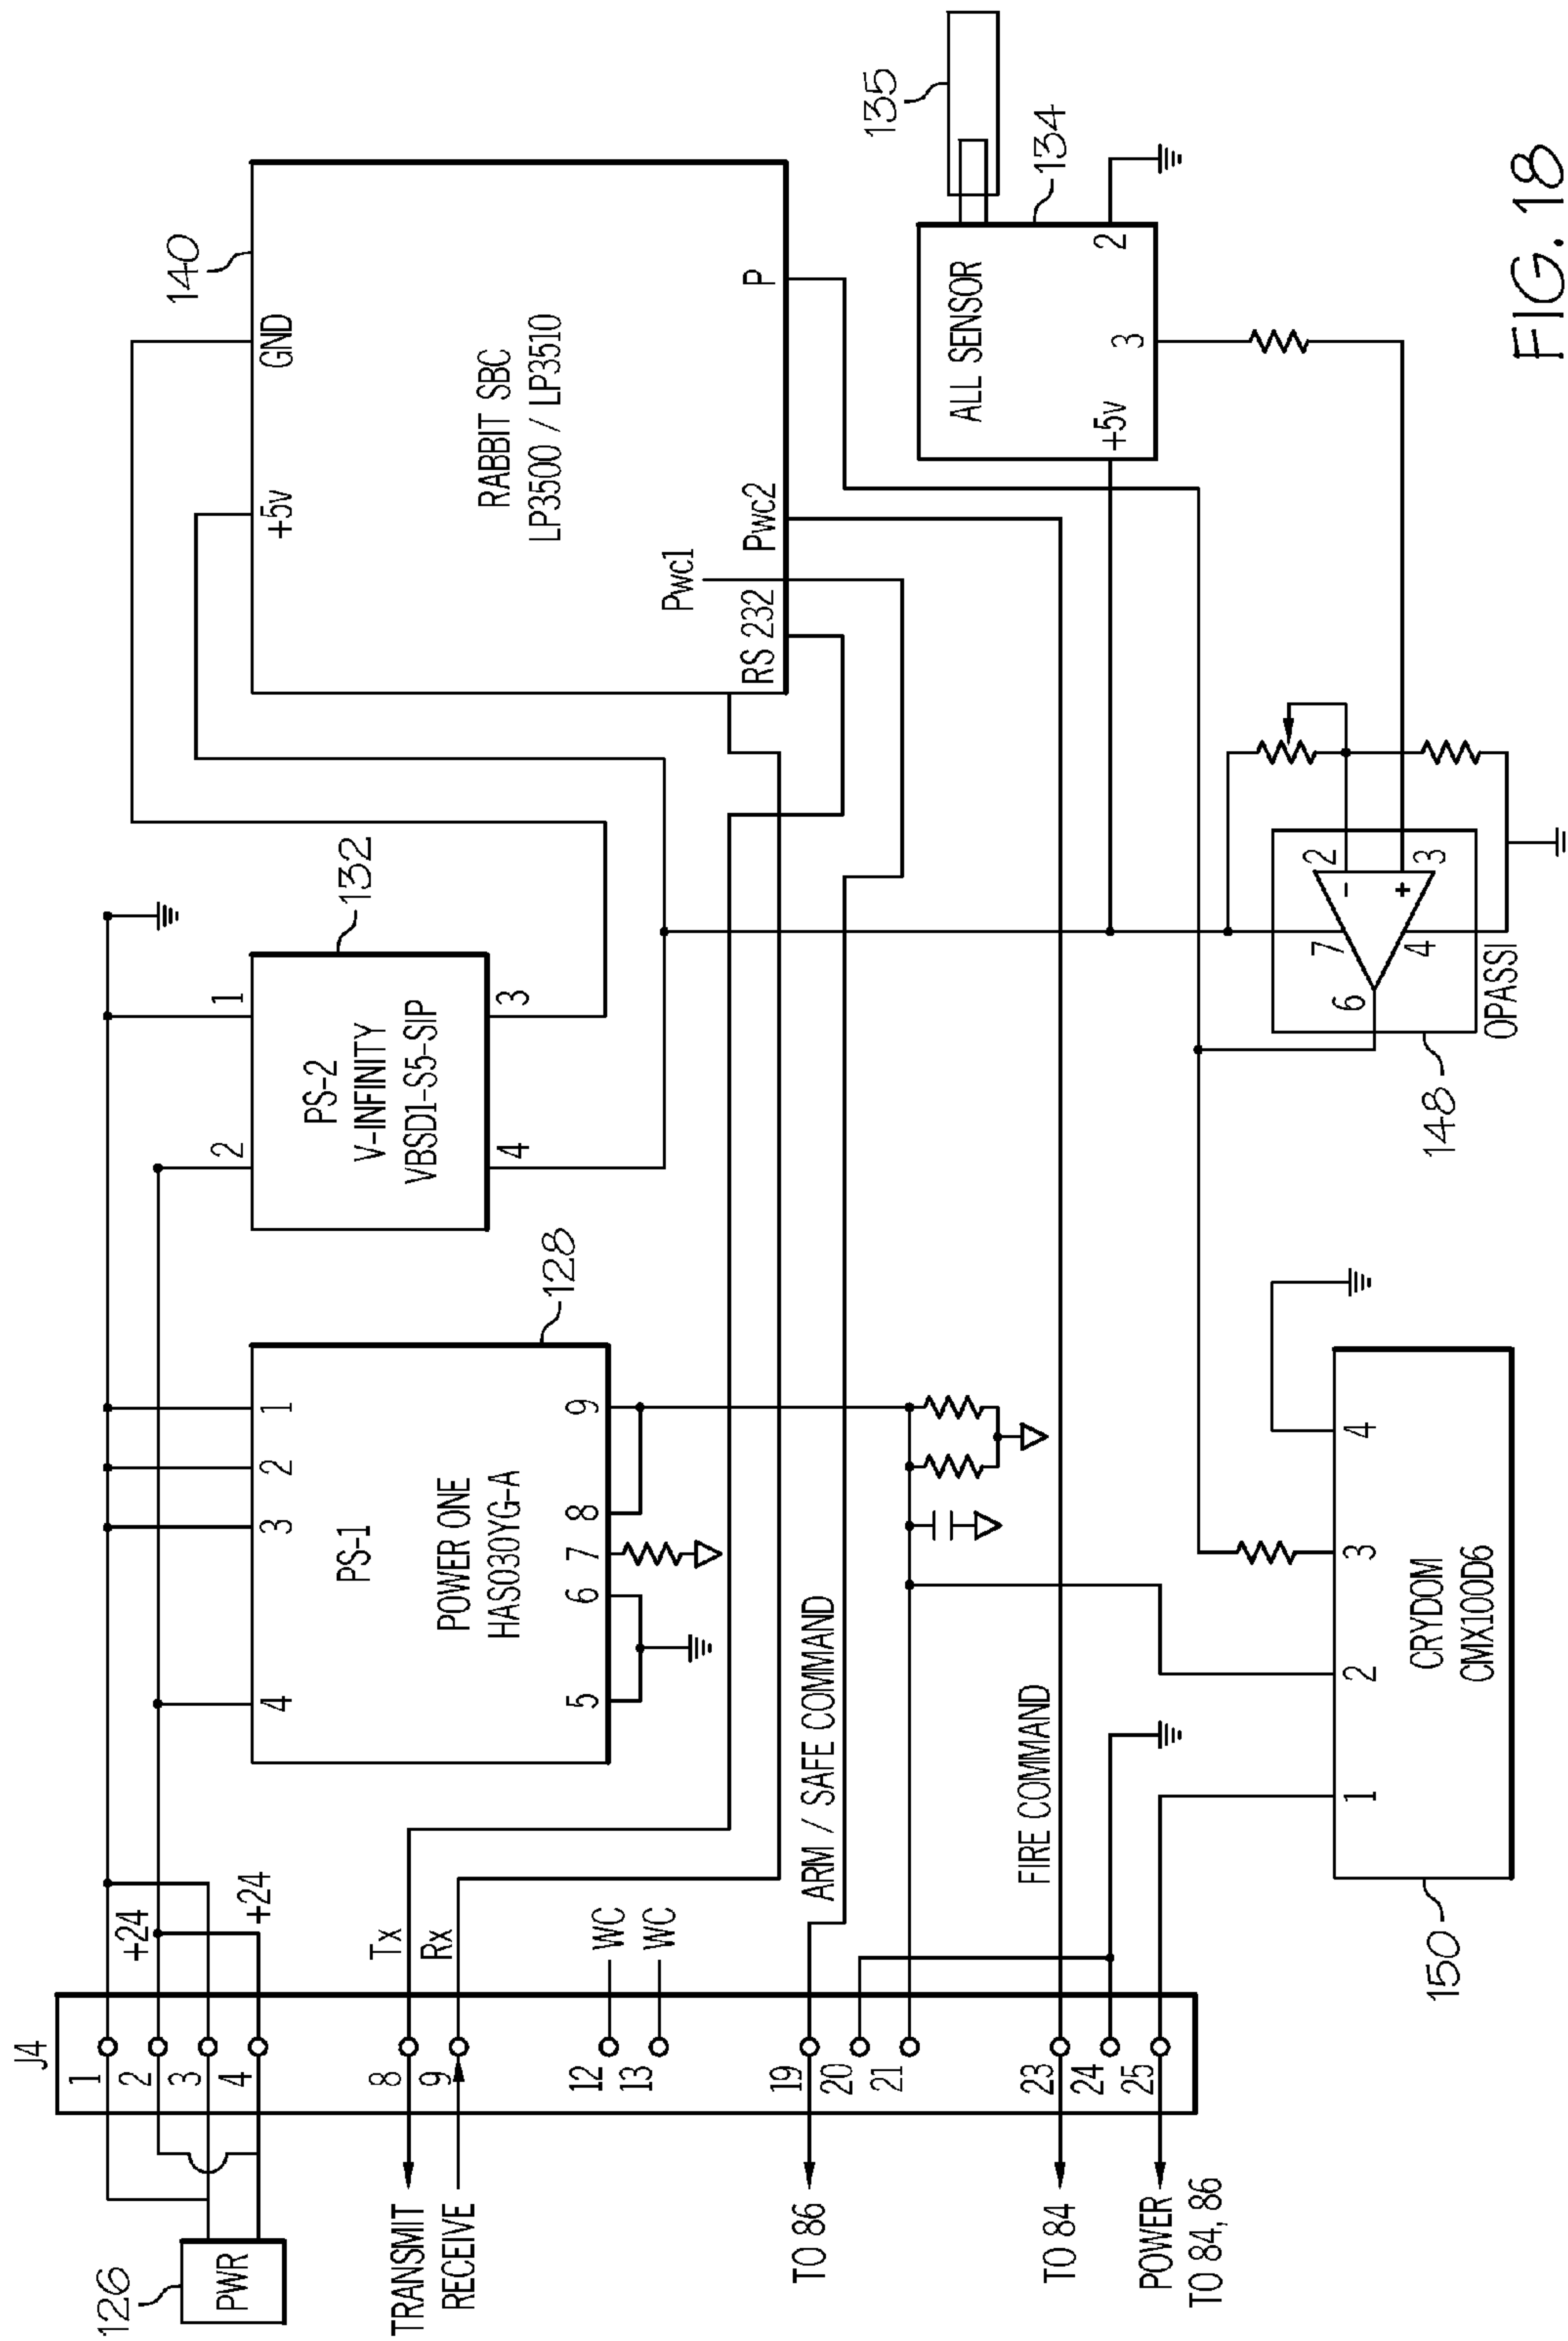 J4
1
2
3
4
8
9
12
13
19
20
21
23
24
25
126
PWR
TRANSMIT
RECEIVE
TO 86
TO 84
POWER
TO 84, 86
+24
+24
Tx
Rx
WC
WC
ARM / SAFE COMMAND
FIRE COMMAND
4
3
2
1
PS-1
POWER ONE
HAS030YG-A
5
6
7
8
9
128
2
1
PS-2
V-INFINITY
VBSD1-S5-SIP
4
3
132
+5v
GND
140
RABBIT SBC
LP3500 / LP3510
Pwc1
RS 232
Pwc2
P
135
134
ALL SENSOR
+5v
3
2
7
2
-
6
+
4
3
OPASSI
148
1
2
3
4
CRYDOM
CMX100D6
150
FIG. 18